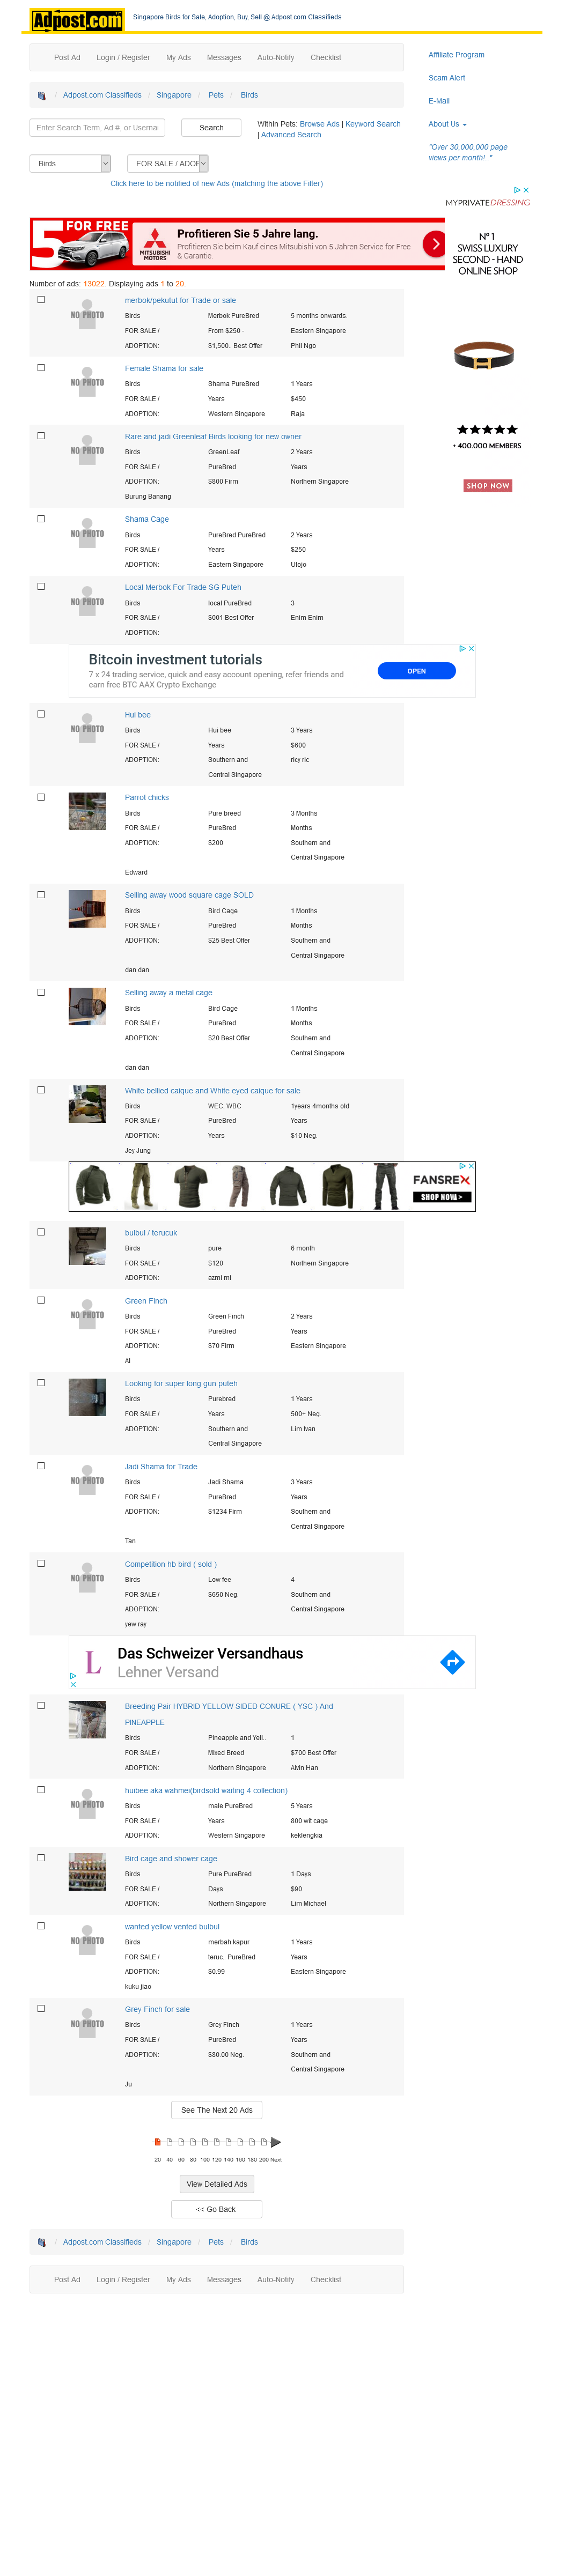 Adpost.com
Singapore Birds for Sale, Adoption, Buy, Sell @ Adpost.com Classifieds
Post Ad Login / Register My Ads Messages Auto-Notify Checklist
Affiliate Program
Scam Alert
E-Mail
About Us
"Over 30,000,000 page
views per month!.."
/ Adpost.com Classifieds / Singapore / Pets / Birds
Enter Search Term, Ad #, or Usernam
Search
Within Pets: Browse Ads | Keyword Search
| Advanced Search
Birds
FOR SALE / ADOP
Click here to be notified of new Ads (matching the above Filter)
MYPRIVATEDRESSING
N°1
SWISS LUXURY
SECOND - HAND
ONLINE SHOP
+ 400.000 MEMBERS
SHOP NOW
5 FOR FREE
MITSUBISHI
MOTORS
Profitieren Sie 5 Jahre lang.
Profitieren Sie beim Kauf eines Mitsubishi von 5 Jahren Service for Free
& Garantie.
Number of ads: 13022. Displaying ads 1 to 20.
NO PHOTO
merbok/pekutut for Trade or sale
Birds Merbok PureBred 5 months onwards.
FOR SALE / From $250 - Eastern Singapore
ADOPTION: $1,500.. Best Offer Phil Ngo
NO PHOTO
Female Shama for sale
Birds Shama PureBred 1 Years
FOR SALE / Years $450
ADOPTION: Western Singapore Raja
NO PHOTO
Rare and jadi Greenleaf Birds looking for new owner
Birds GreenLeaf 2 Years
FOR SALE / PureBred Years
ADOPTION: $800 Firm Northern Singapore
Burung Banang
NO PHOTO
Shama Cage
Birds PureBred PureBred 2 Years
FOR SALE / Years $250
ADOPTION: Eastern Singapore Utojo
NO PHOTO
Local Merbok For Trade SG Puteh
Birds local PureBred 3
FOR SALE / $001 Best Offer Enim Enim
ADOPTION:
Bitcoin investment tutorials
7 x 24 trading service, quick and easy account opening, refer friends and
earn free BTC AAX Crypto Exchange
OPEN
NO PHOTO
Hui bee
Birds Hui bee 3 Years
FOR SALE / Years $600
ADOPTION: Southern and ricy ric
Central Singapore
Parrot chicks
Birds Pure breed 3 Months
FOR SALE / PureBred Months
ADOPTION: $200 Southern and
Central Singapore
Edward
Selling away wood square cage SOLD
Birds Bird Cage 1 Months
FOR SALE / PureBred Months
ADOPTION: $25 Best Offer Southern and
Central Singapore
dan dan
Selling away a metal cage
Birds Bird Cage 1 Months
FOR SALE / PureBred Months
ADOPTION: $20 Best Offer Southern and
Central Singapore
dan dan
White bellied caique and White eyed caique for sale
Birds WEC, WBC 1years 4months old
FOR SALE / PureBred Years
ADOPTION: Years $10 Neg.
Jey Jung
FANSREX
SHOP NOW >
bulbul / terucuk
Birds pure 6 month
FOR SALE / $120 Northern Singapore
ADOPTION: azmi mi
NO PHOTO
Green Finch
Birds Green Finch 2 Years
FOR SALE / PureBred Years
ADOPTION: $70 Firm Eastern Singapore
Al
Looking for super long gun puteh
Birds Purebred 1 Years
FOR SALE / Years 500+ Neg.
ADOPTION: Southern and Lim Ivan
Central Singapore
NO PHOTO
Jadi Shama for Trade
Birds Jadi Shama 3 Years
FOR SALE / PureBred Years
ADOPTION: $1234 Firm Southern and
Central Singapore
Tan
NO PHOTO
Competition hb bird ( sold )
Birds Low fee 4
FOR SALE / $650 Neg. Southern and
ADOPTION: Central Singapore
yew ray
L
Das Schweizer Versandhaus
Lehner Versand
Breeding Pair HYBRID YELLOW SIDED CONURE ( YSC ) And
PINEAPPLE
Birds Pineapple and Yell.. 1
FOR SALE / Mixed Breed $700 Best Offer
ADOPTION: Northern Singapore Alvin Han
NO PHOTO
huibee aka wahmei(birdsold waiting 4 collection)
Birds male PureBred 5 Years
FOR SALE / Years 800 wit cage
ADOPTION: Western Singapore keklengkia
Bird cage and shower cage
Birds Pure PureBred 1 Days
FOR SALE / Days $90
ADOPTION: Northern Singapore Lim Michael
NO PHOTO
wanted yellow vented bulbul
Birds merbah kapur 1 Years
FOR SALE / teruc.. PureBred Years
ADOPTION: $0.99 Eastern Singapore
kuku jiao
NO PHOTO
Grey Finch for sale
Birds Grey Finch 1 Years
FOR SALE / PureBred Years
ADOPTION: $80.00 Neg. Southern and
Central Singapore
Ju
See The Next 20 Ads
20 40 60 80 100 120 140 160 180 200 Next
View Detailed Ads
<< Go Back
/ Adpost.com Classifieds / Singapore / Pets / Birds
Post Ad Login / Register My Ads Messages Auto-Notify Checklist